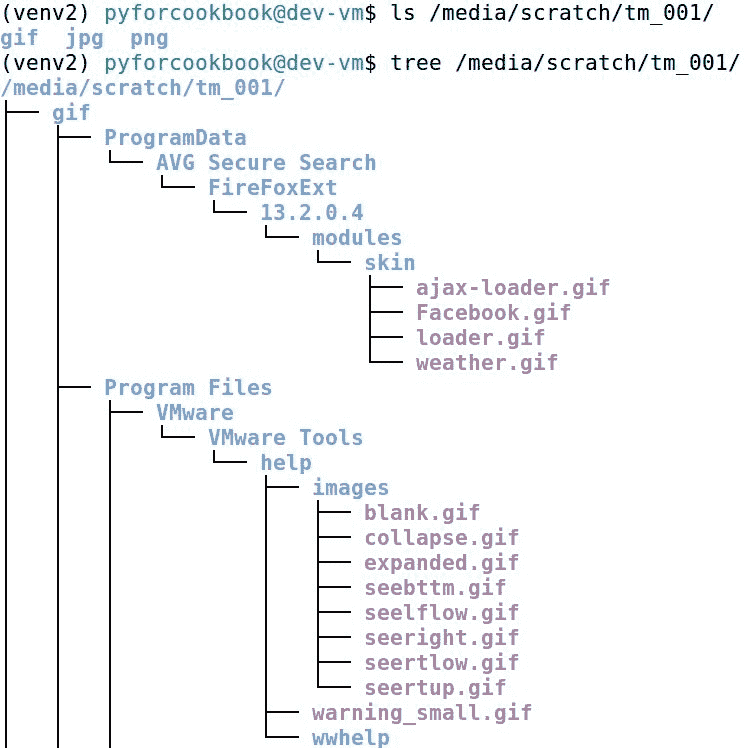 (venv2) pyforcookbook@dev-vm$ ls /media/scratch/tm_001/
gif jpg png
(venv2) pyforcookbook@dev-vm$ tree /media/scratch/tm_001/
/media/scratch/tm_001/
gif
ProgramData
AVG Secure Search
FireFoxExt
13.2.0.4
modules
skin
ajax-loader.gif
Facebook.gif
loader.gif
weather.gif
Program Files
VMware
VMware Tools
help
images
blank.gif
collapse.gif
expanded.gif
seebttm.gif
seelflow.gif
seeright.gif
seertlow.gif
seertup.gif
warning_small.gif
wwhelp